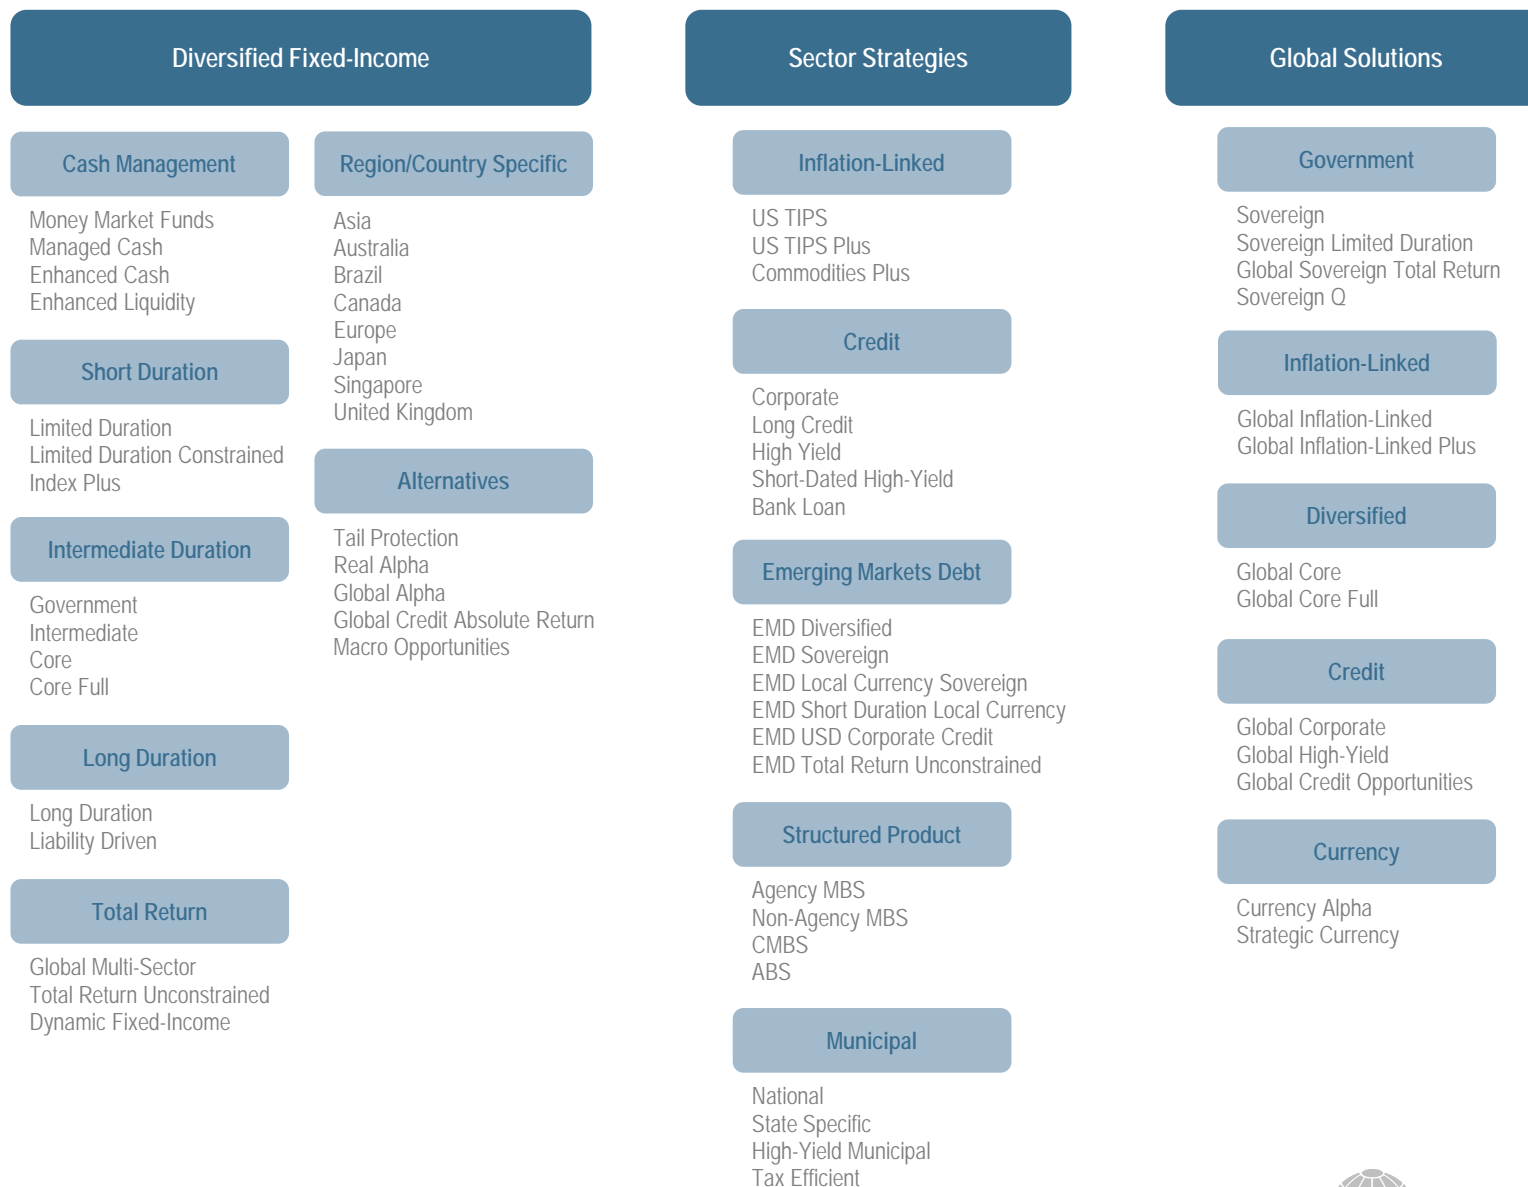 Diversified Fixed-Income
Cash Management
Money Market Funds
Managed Cash
Enhanced Cash
Enhanced Liquidity
Short Duration
Limited Duration
Limited Duration Constrained
Index Plus
Intermediate Duration
Government
Intermediate
Core
Core Full
Long Duration
Long Duration
Liability Driven
Total Return
Global Multi-Sector
Total Return Unconstrained
Dynamic Fixed-Income
Region/Country Specific
Asia
Australia
Brazil
Canada
Europe
Japan
Singapore
United Kingdom
Alternatives
Tail Protection
Real Alpha
Global Alpha
Global Credit Absolute Return
Macro Opportunities
Sector Strategies
Inflation-Linked
US TIPS
US TIPS Plus
Commodities Plus
Credit
Corporate
Long Credit
High Yield
Short-Dated High-Yield
Bank Loan
Emerging Markets Debt
EMD Diversified
EMD Sovereign
EMD Local Currency Sovereign
EMD Short Duration Local Currency
EMD USD Corporate Credit
EMD Total Return Unconstrained
Structured Product
Agency MBS
Non-Agency MBS
CMBS
ABS
Municipal
National
State Specific
High-Yield Municipal
Tax Efficient
Global Solutions
Government
Sovereign
Sovereign Limited Duration
Global Sovereign Total Return
Sovereign Q
Inflation-Linked
Global Inflation-Linked
Global Inflation-Linked Plus
Diversified
Global Core
Global Core Full
Credit
Global Corporate
Global High-Yield
Global Credit Opportunities
Currency
Currency Alpha
Strategic Currency